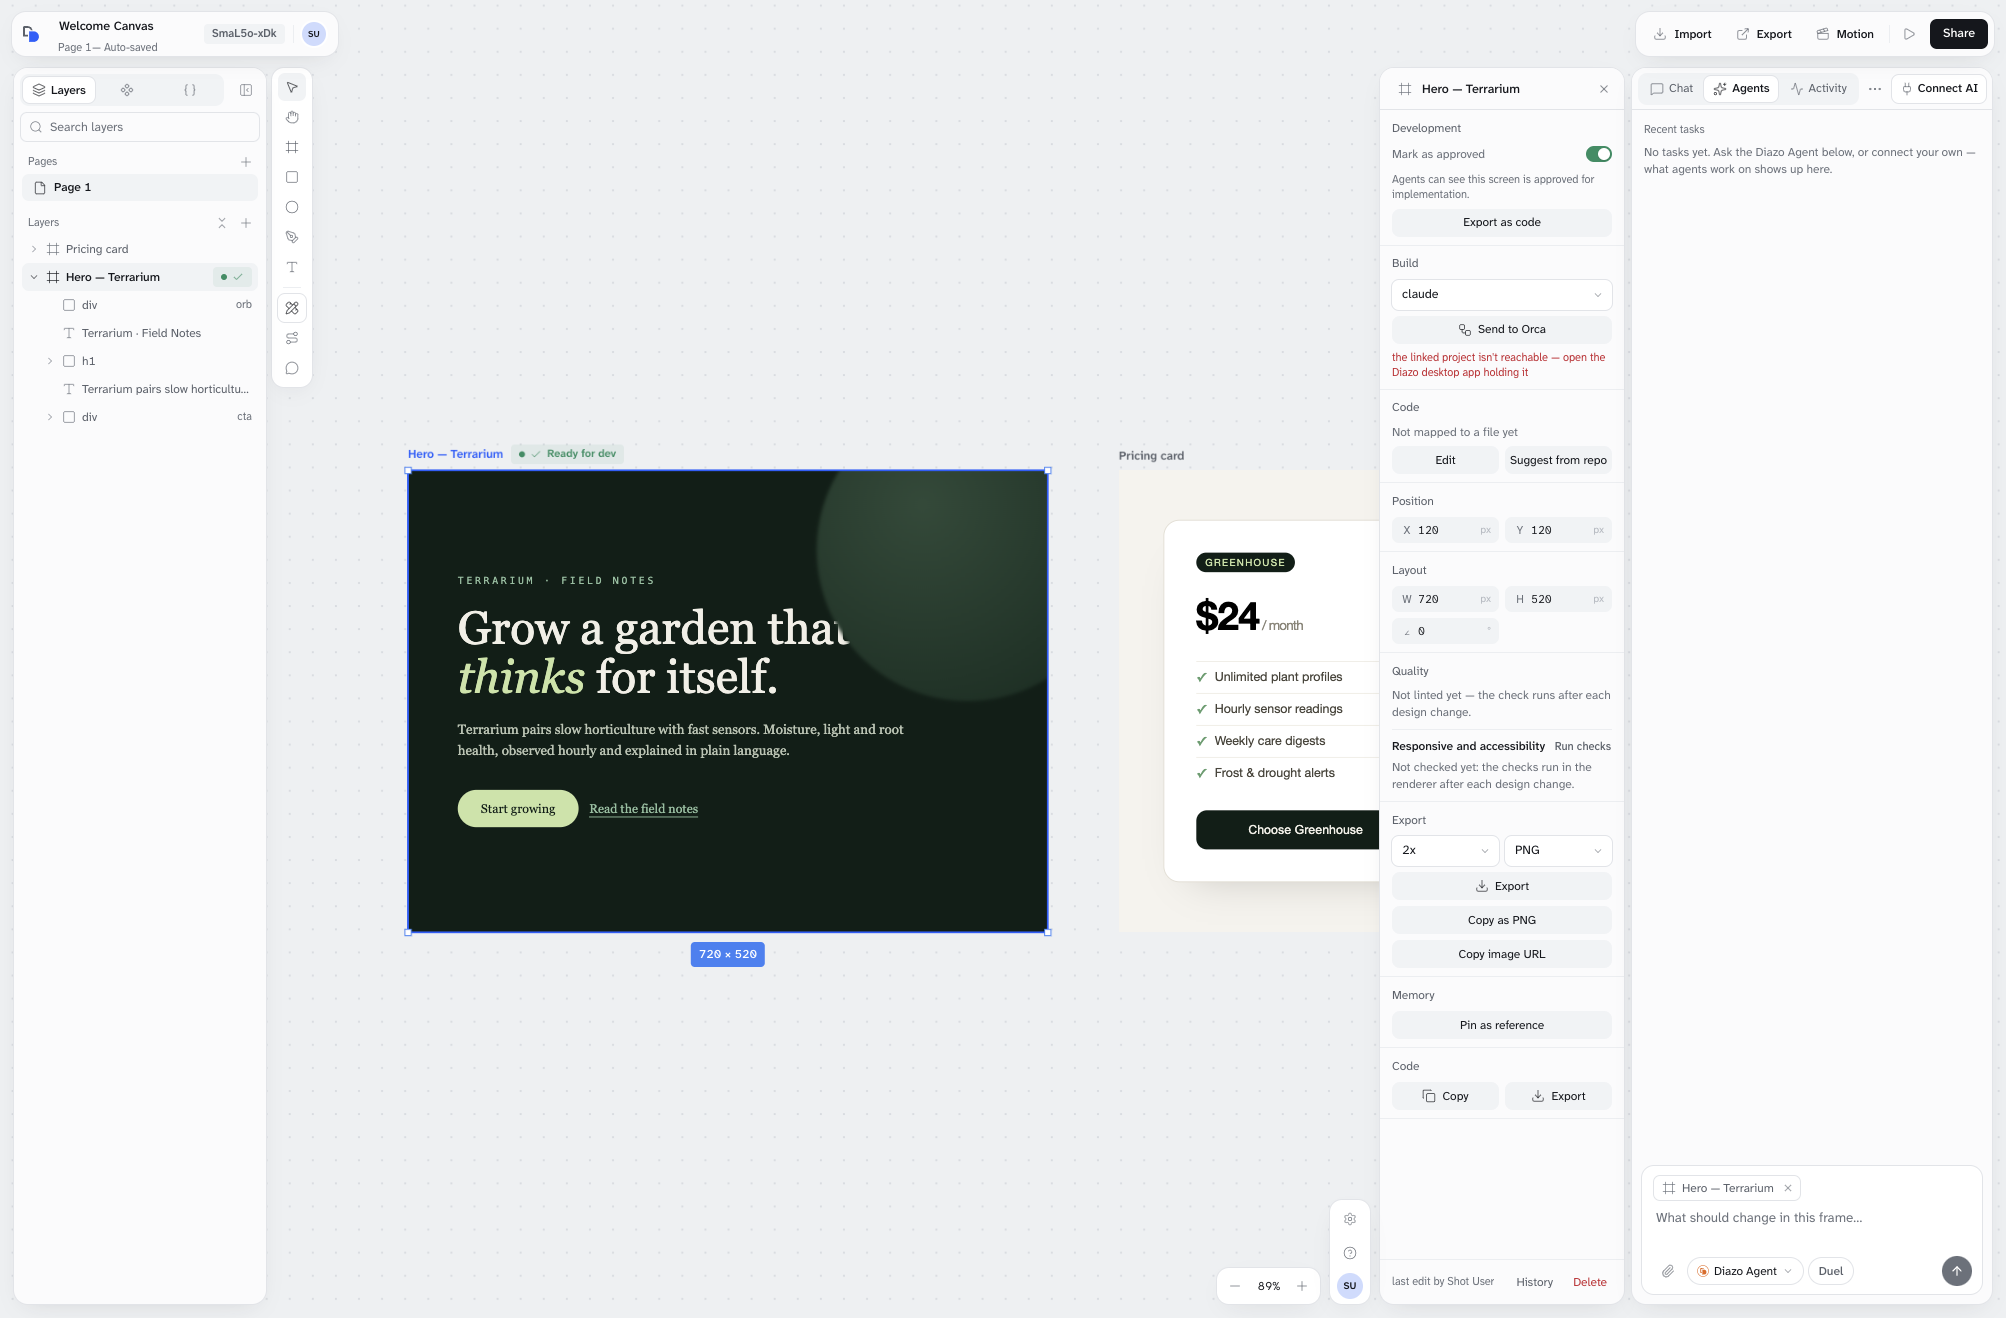 Welcome Canvas
Page 1— Auto-saved
SmaL5o-xDk
SU
Import
Export
Motion
Share
Layers
{ }
Search layers
Pages
Page 1
Layers
Pricing card
Hero — Terrarium
div
orb
Terrarium · Field Notes
h1
Terrarium pairs slow horticultu...
div
cta
Hero — Terrarium
Ready for dev
TERRARIUM · FIELD NOTES
Grow a garden that
thinks for itself.
Terrarium pairs slow horticulture with fast sensors. Moisture, light and root
health, observed hourly and explained in plain language.
Start growing
Read the field notes
720 × 520
Pricing card
GREENHOUSE
$24 / month
✓ Unlimited plant profiles
✓ Hourly sensor readings
✓ Weekly care digests
✓ Frost & drought alerts
Choose Greenhouse
89%
SU
Hero — Terrarium
Development
Mark as approved
Agents can see this screen is approved for
implementation.
Export as code
Build
claude
Send to Orca
the linked project isn't reachable — open the
Diazo desktop app holding it
Code
Not mapped to a file yet
Edit
Suggest from repo
Position
X 120 px
Y 120 px
Layout
W 720 px
H 520 px
∠ 0 °
Quality
Not linted yet — the check runs after each
design change.
Responsive and accessibility
Run checks
Not checked yet: the checks run in the
renderer after each design change.
Export
2x
PNG
Export
Copy as PNG
Copy image URL
Memory
Pin as reference
Code
Copy
Export
last edit by Shot User
History
Delete
Chat
Agents
Activity
Connect AI
Recent tasks
No tasks yet. Ask the Diazo Agent below, or connect your own —
what agents work on shows up here.
Hero — Terrarium
What should change in this frame...
Diazo Agent
Duel